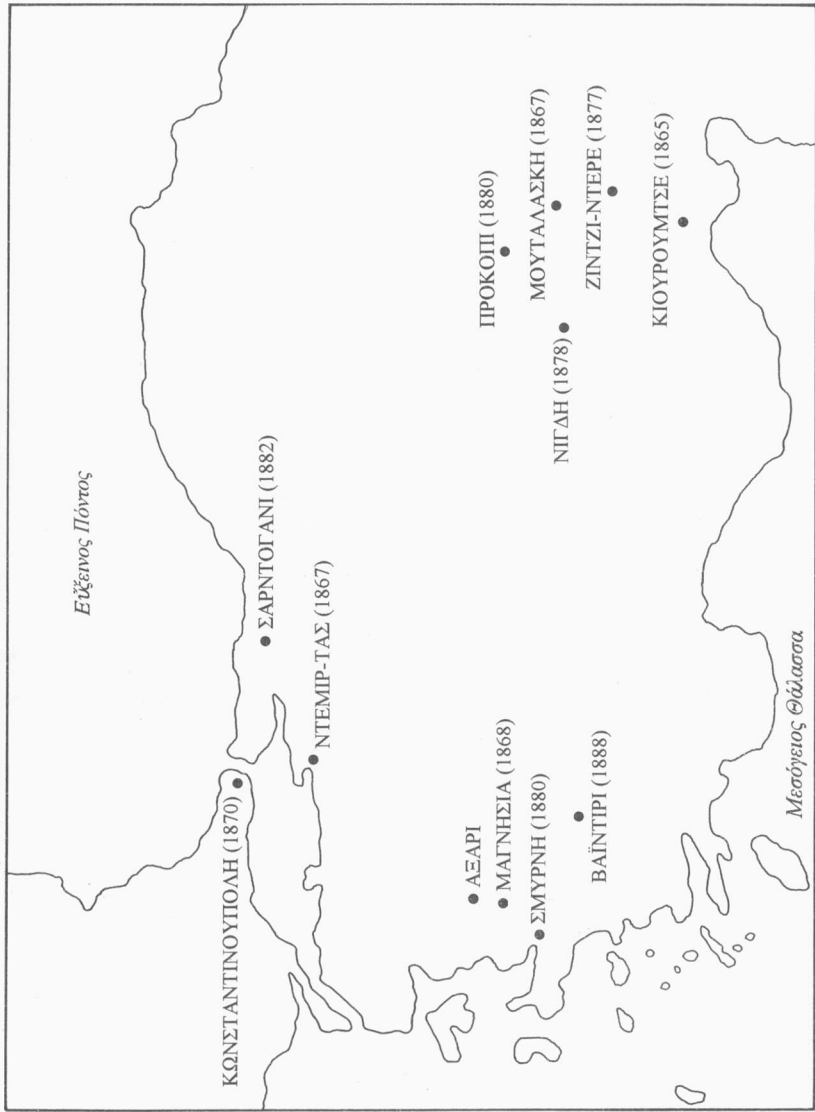 Εὔξεινος Πόντος
ΚΩΝΣΤΑΝΤΙΝΟΥΠΟΛΗ (1870)
ΣΑΡΝΤΟΓΑΝΙ (1882)
ΝΤΕΜΙΡ-ΤΑΣ (1867)
ΑΞΑΡΙ
ΜΑΓΝΗΣΙΑ (1868)
ΣΜΥΡΝΗ (1880)
ΒΑΪΝΤΙΡΙ (1888)
ΠΡΟΚΟΠΙ (1880)
ΜΟΥΤΑΛΑΣΚΗ (1867)
ΝΙΓΔΗ (1878)
ΖΙΝΤΖΙ-ΝΤΕΡΕ (1877)
ΚΙΟΥΡΟΥΜΤΣΕ (1865)
Μεσόγειος Θάλασσα